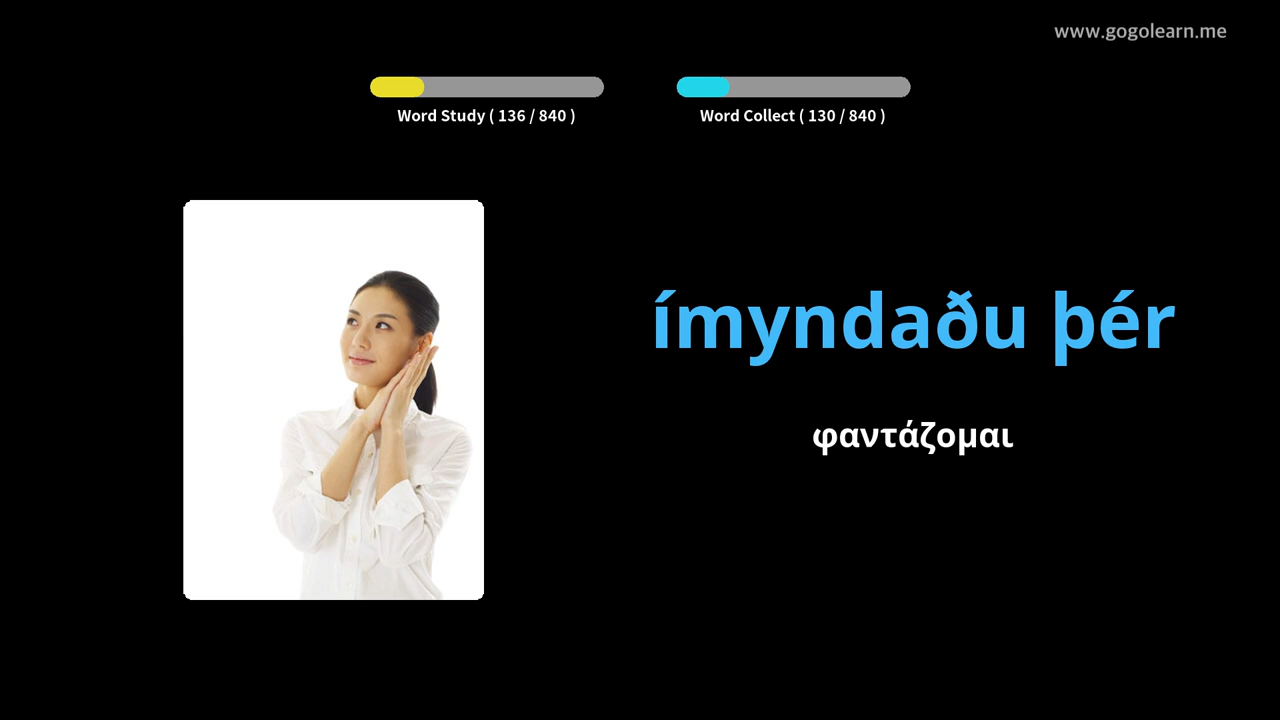 www.gogolearn.me
Word Study ( 136 / 840 )
Word Collect ( 130 / 840 )
ímyndaðu þér
φαντάζομαι